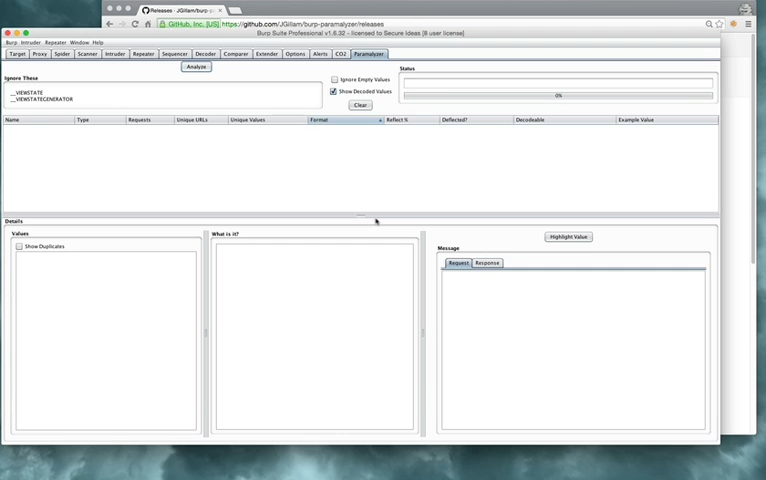 Releases · JGillam/burp-pa
GitHub, Inc. [US] https://github.com/JGillam/burp-paramalyzer/releases
Burp Suite Professional v1.6.32 - licensed to Secure Ideas [8 user license]
Burp Intruder Repeater Window Help
Target Proxy Spider Scanner Intruder Repeater Sequencer Decoder Comparer Extender Options Alerts CO2 Paramalyzer
Analyze
Status
Ignore These
Ignore Empty Values
__VIEWSTATE
Show Decoded Values
__VIEWSTATEGENERATOR
0%
Clear
Name Type Requests Unique URLs Unique Values Format Reflect % Deflected? Decodeable Example Value
Details
Values What is it? Highlight Value
Show Duplicates
Message
Request Response